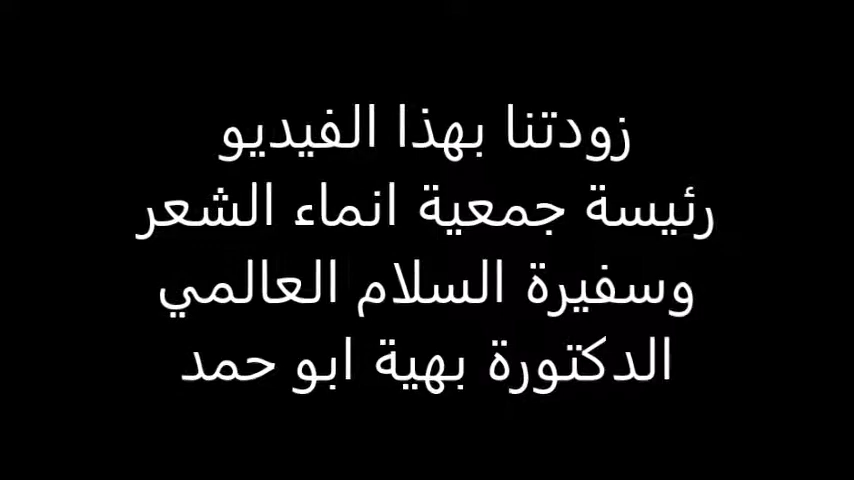 زودتنا بهذا الفيديو
رئيسة جمعية انماء الشعر
وسفيرة السلام العالمي
الدكتورة بهية ابو حمد